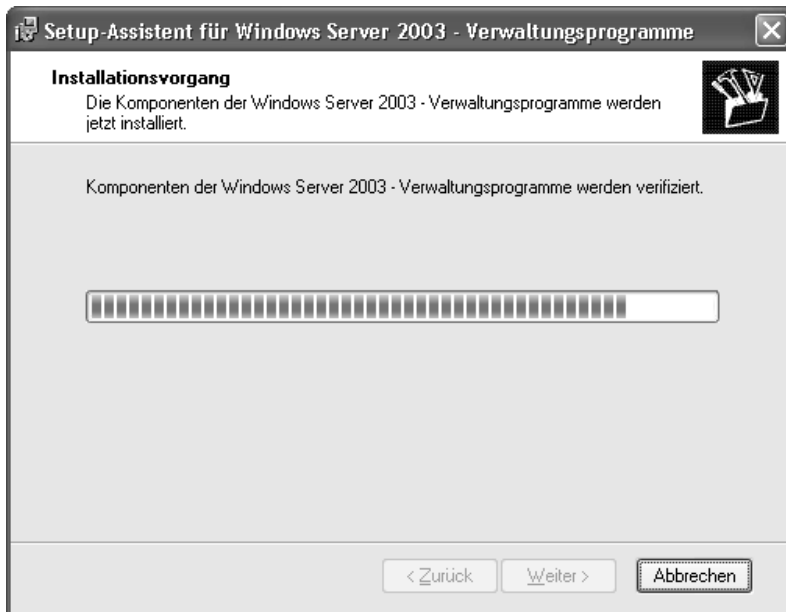 Setup-Assistent für Windows Server 2003 - Verwaltungsprogramme
Installationsvorgang
Die Komponenten der Windows Server 2003 - Verwaltungsprogramme werden
jetzt installiert.
Komponenten der Windows Server 2003 - Verwaltungsprogramme werden verifiziert.
< Zurück Weiter > Abbrechen